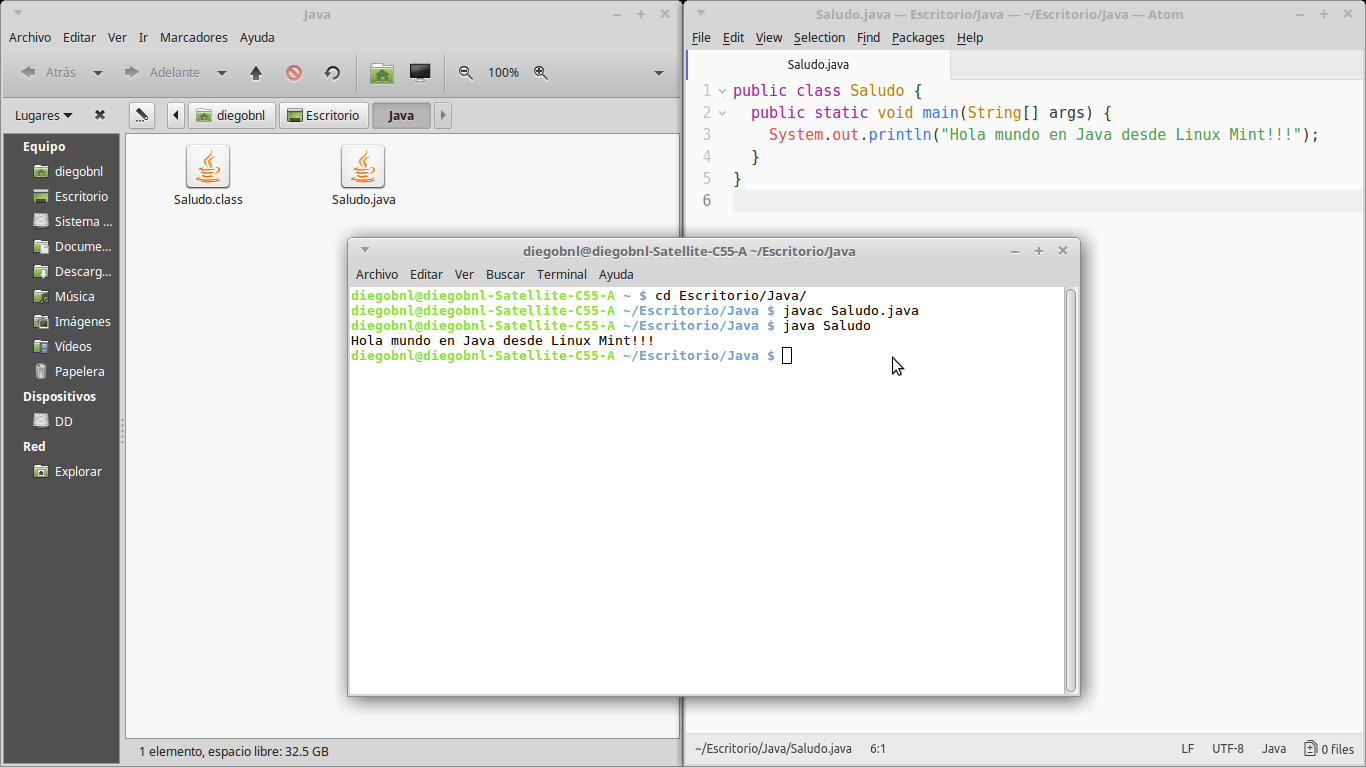 Java
Archivo Editar Ver Ir Marcadores Ayuda
Atrás Adelante 100%
Lugares diegobnl Escritorio Java
Equipo
diegobnl
Escritorio
Sistema ...
Docume...
Descarg...
Música
Imágenes
Vídeos
Papelera
Dispositivos
DD
Red
Explorar
Saludo.class Saludo.java
1 elemento, espacio libre: 32.5 GB
Saludo.java — Escritorio/Java — ~/Escritorio/Java — Atom
File Edit View Selection Find Packages Help
Saludo.java
1 public class Saludo {
2 public static void main(String[] args) {
3 System.out.println("Hola mundo en Java desde Linux Mint!!!");
4 }
5 }
6
diegobnl@diegobnl-Satellite-C55-A ~/Escritorio/Java
Archivo Editar Ver Buscar Terminal Ayuda
diegobnl@diegobnl-Satellite-C55-A ~ $ cd Escritorio/Java/
diegobnl@diegobnl-Satellite-C55-A ~/Escritorio/Java $ javac Saludo.java
diegobnl@diegobnl-Satellite-C55-A ~/Escritorio/Java $ java Saludo
Hola mundo en Java desde Linux Mint!!!
diegobnl@diegobnl-Satellite-C55-A ~/Escritorio/Java $
~/Escritorio/Java/Saludo.java 6:1 LF UTF-8 Java 0 files